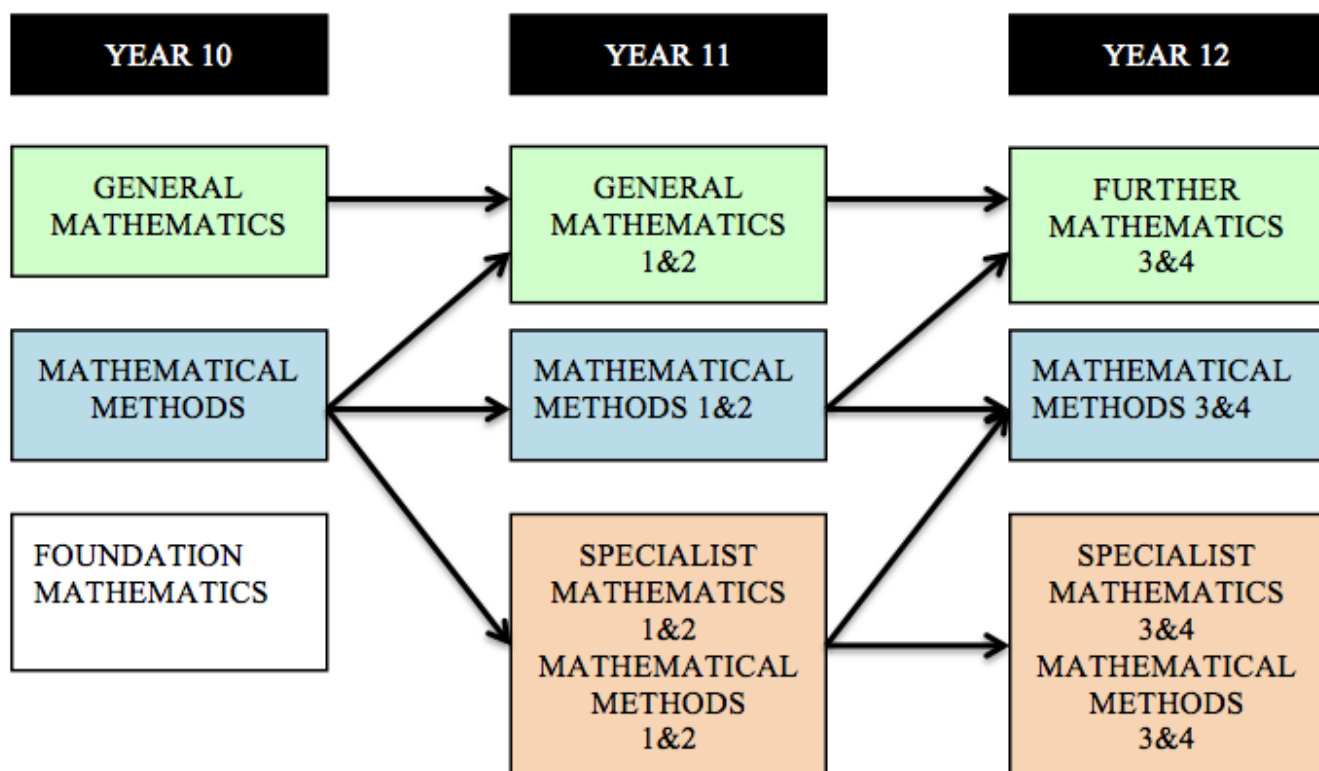 YEAR 10
YEAR 11
YEAR 12
GENERAL
MATHEMATICS
GENERAL
MATHEMATICS
1&2
FURTHER
MATHEMATICS
3&4
MATHEMATICAL
METHODS
MATHEMATICAL
METHODS 1&2
MATHEMATICAL
METHODS 3&4
FOUNDATION
MATHEMATICS
SPECIALIST
MATHEMATICS
1&2
MATHEMATICAL
METHODS
1&2
SPECIALIST
MATHEMATICS
3&4
MATHEMATICAL
METHODS
3&4